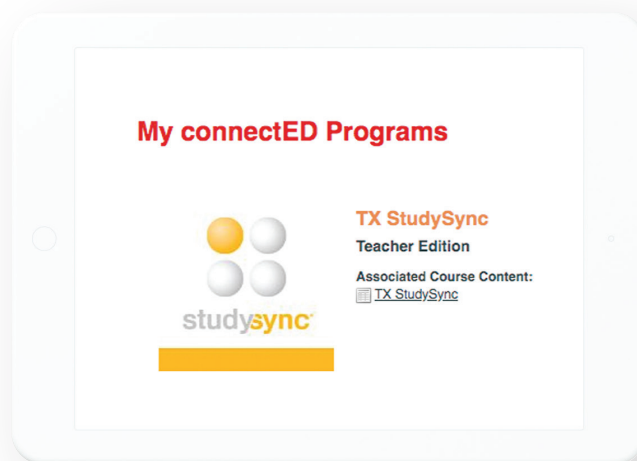 My connectED Programs
TX StudySync
Teacher Edition
Associated Course Content:
TX StudySync
studysync